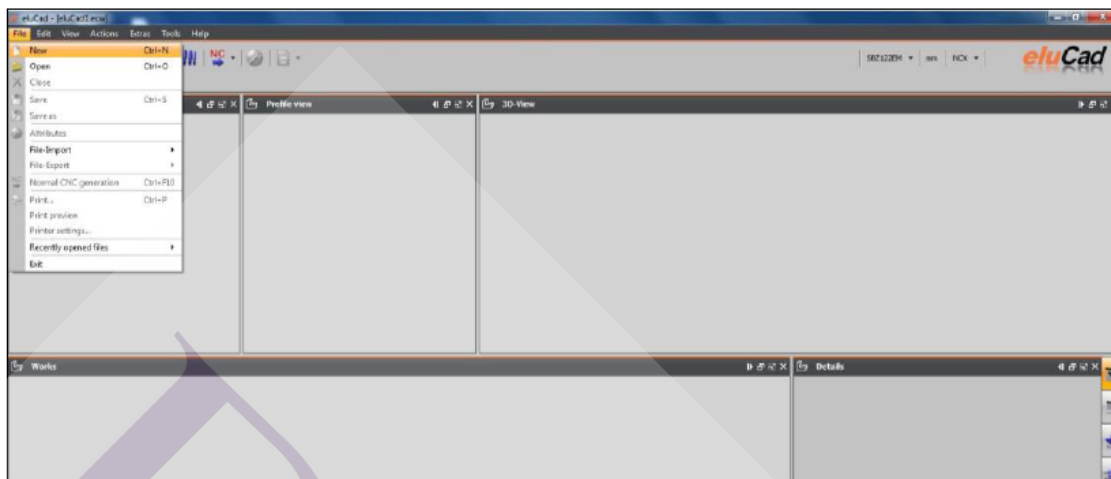 eluCad - [eluCad1.ecw]
File Edit View Actions Extras Tools Help
New Ctrl+N
Open Ctrl+O
Close
Save Ctrl+S
Save as
Attributes
File-Import
File-Export
Normal CNC generation Ctrl+F10
Print... Ctrl+P
Print preview
Printer settings...
Recently opened files
Exit
NC
mm
eluCad
Profile view
3D-View
Works
Details